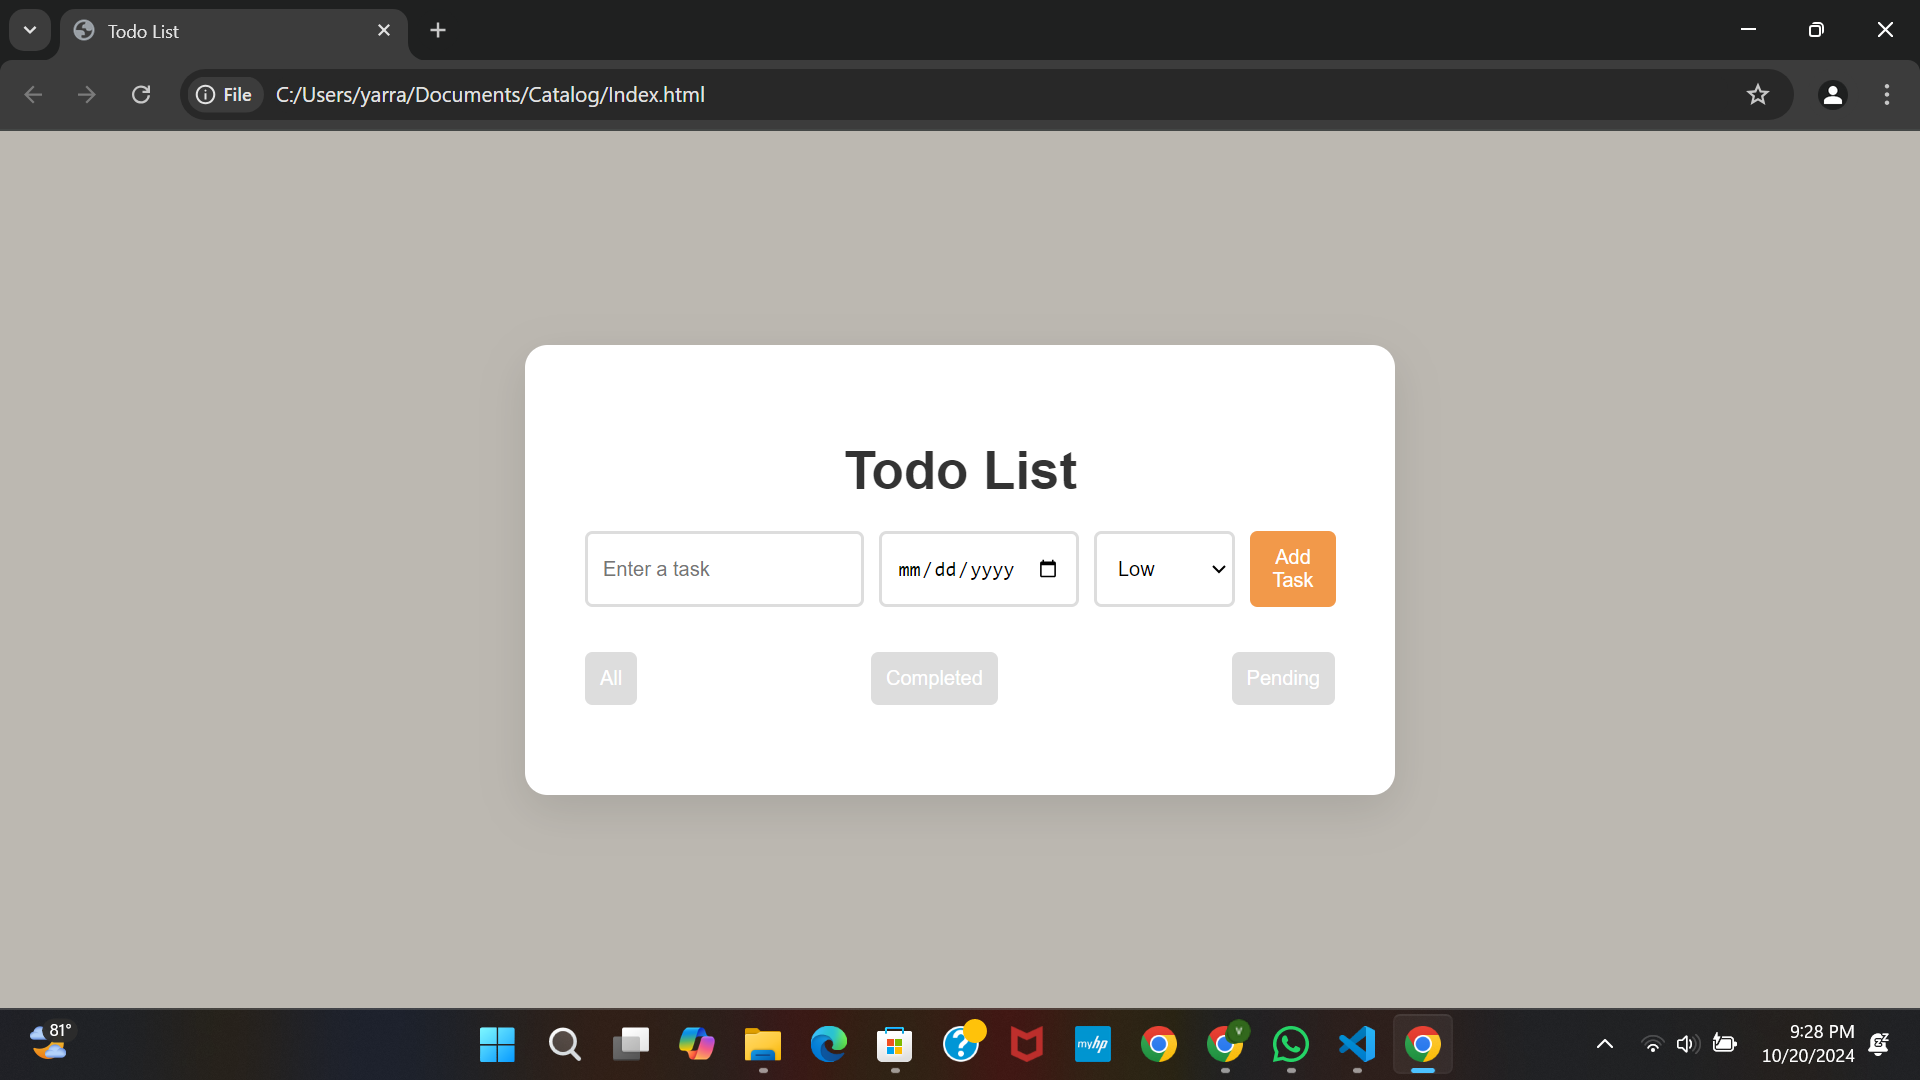 Todo List
File C:/Users/yarra/Documents/Catalog/Index.html
Todo List
Enter a task mm/dd/yyyy Low Add
Task
All Completed Pending
81°
myhp
V
9:28 PM
10/20/2024